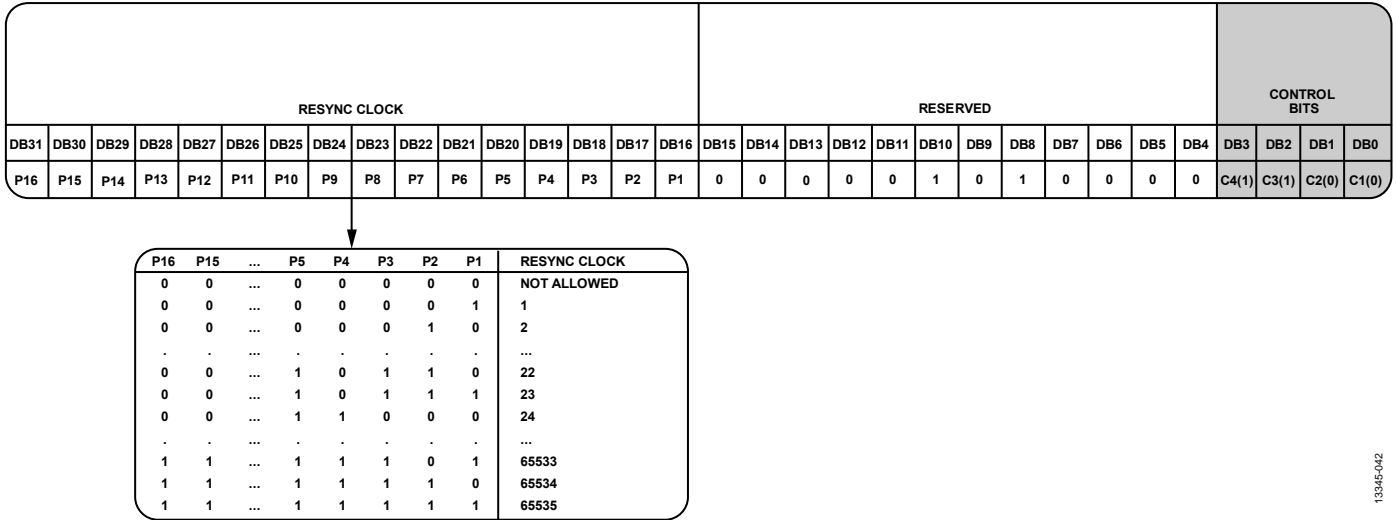 RESYNC CLOCK RESERVED CONTROL BITS
DB31 DB30 DB29 DB28 DB27 DB26 DB25 DB24 DB23 DB22 DB21 DB20 DB19 DB18 DB17 DB16 DB15 DB14 DB13 DB12 DB11 DB10 DB9 DB8 DB7 DB6 DB5 DB4 DB3 DB2 DB1 DB0
P16 P15 P14 P13 P12 P11 P10 P9 P8 P7 P6 P5 P4 P3 P2 P1 0 0 0 0 0 1 0 1 0 0 0 0 C4(1) C3(1) C2(0) C1(0)
P16 P15 ... P5 P4 P3 P2 P1 RESYNC CLOCK
0 0 ... 0 0 0 0 0 NOT ALLOWED
0 0 ... 0 0 0 0 1 1
0 0 ... 0 0 0 1 0 2
. . ... . . . . . ...
0 0 ... 1 0 1 1 0 22
0 0 ... 1 0 1 1 1 23
0 0 ... 1 1 0 0 0 24
. . ... . . . . . ...
1 1 ... 1 1 1 0 1 65533
1 1 ... 1 1 1 1 0 65534
1 1 ... 1 1 1 1 1 65535
13345-042